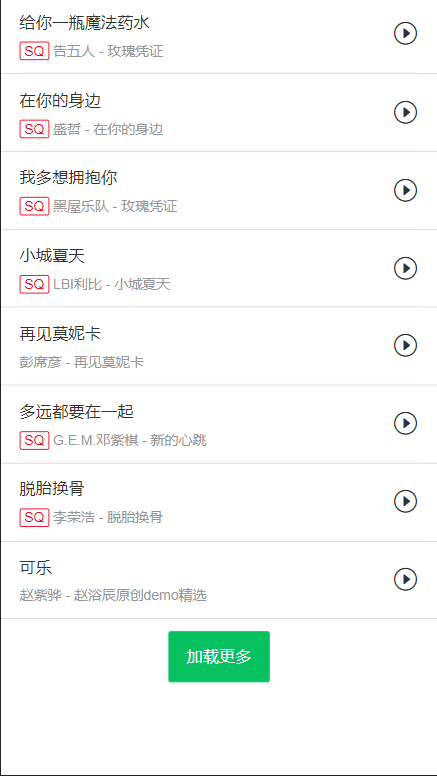 给你一瓶魔法药水
SQ 告五人 - 玫瑰凭证
在你的身边
SQ 盛哲 - 在你的身边
我多想拥抱你
SQ 黑屋乐队 - 玫瑰凭证
小城夏天
SQ LBI利比 - 小城夏天
再见莫妮卡
彭席彦 - 再见莫妮卡
多远都要在一起
SQ G.E.M.邓紫棋 - 新的心跳
脱胎换骨
SQ 李荣浩 - 脱胎换骨
可乐
赵紫骅 - 赵浴辰原创demo精选
加载更多